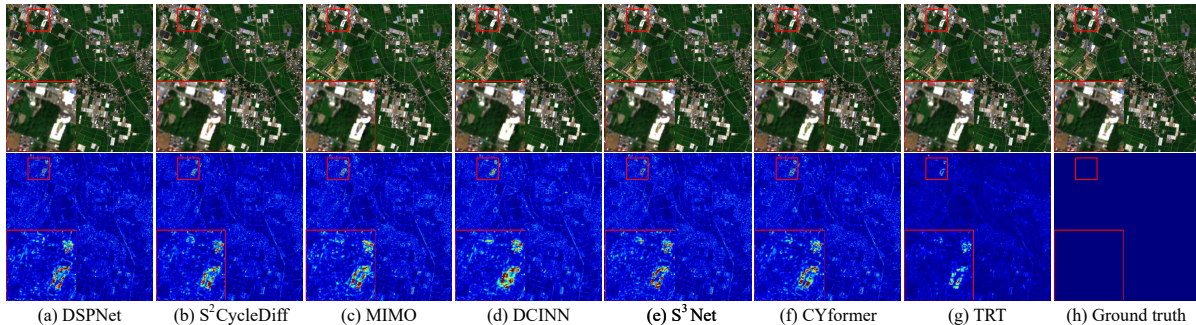 (a) DSPNet (b) S²CycleDiff (c) MIMO (d) DCINN (e) S³Net (f) CYformer (g) TRT (h) Ground truth